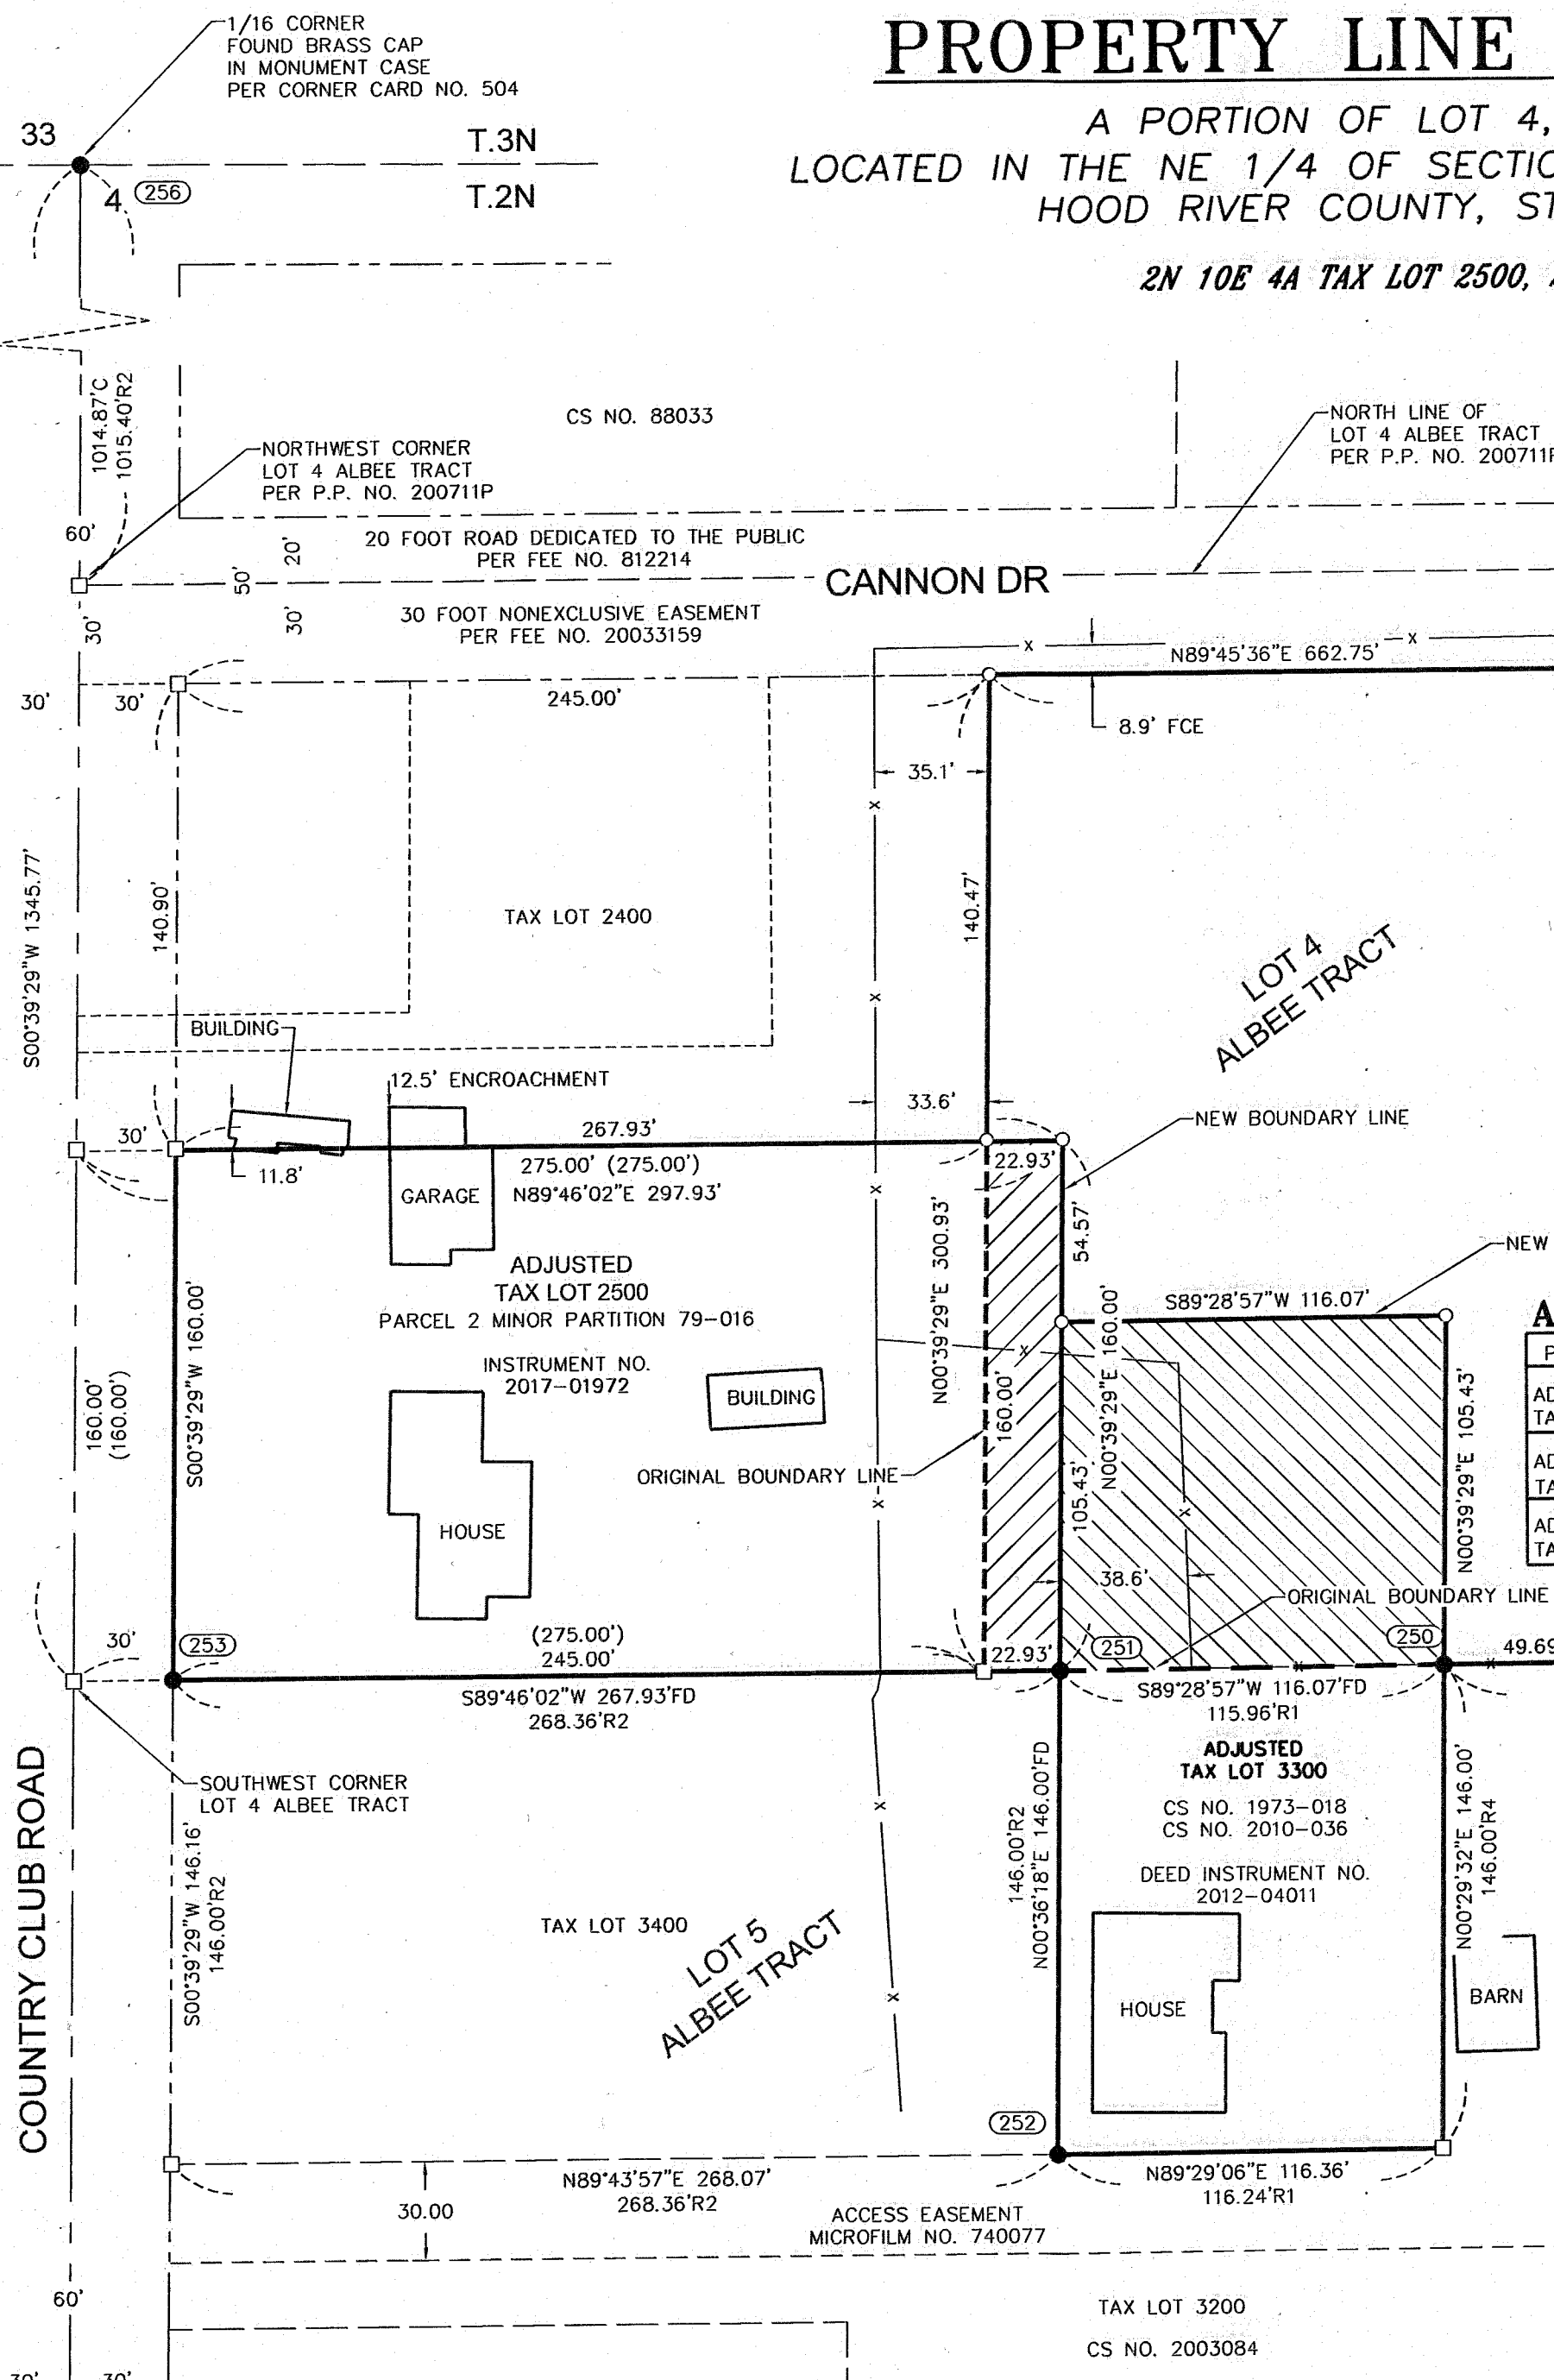 1/16 CORNER
FOUND BRASS CAP
IN MONUMENT CASE
PER CORNER CARD NO. 504
PROPERTY LINE
33
T.3N
4
256
T.2N
A PORTION OF LOT 4,
LOCATED IN THE NE 1/4 OF SECTIO
HOOD RIVER COUNTY, ST
2N 10E 4A TAX LOT 2500,
1014.87'C
1015.40'R2
CS NO. 88033
NORTHWEST CORNER
LOT 4 ALBEE TRACT
PER P.P. NO. 200711P
NORTH LINE OF
LOT 4 ALBEE TRACT
PER P.P. NO. 200711P
60'
50'
20'
20 FOOT ROAD DEDICATED TO THE PUBLIC
PER FEE NO. 812214
CANNON DR
30'
30'
30 FOOT NONEXCLUSIVE EASEMENT
PER FEE NO. 20033159
X
X
N89°45'36"E 662.75'
30'
30'
245.00'
8.9' FCE
35.1'
X
S00°39'29"W 1345.77'
140.90'
TAX LOT 2400
140.47'
LOT 4
ALBEE TRACT
X
BUILDING
12.5' ENCROACHMENT
33.6'
NEW BOUNDARY LINE
30'
11.8'
267.93'
275.00' (275.00')
N89°46'02"E 297.93'
X
22.93'
GARAGE
54.57'
N00°39'29"E 300.93'
NEW
ADJUSTED
TAX LOT 2500
PARCEL 2 MINOR PARTITION 79-016
INSTRUMENT NO.
2017-01972
S00°39'29"W 160.00'
160.00'
(160.00')
BUILDING
S89°28'57"W 116.07'
X
160.00'
N00°39'29"E 160.00'
105.43'
N00°39'29"E 105.43'
A
P
AD
TA
AD
TA
AD
TA
ORIGINAL BOUNDARY LINE
X
X
HOUSE
38.6'
ORIGINAL BOUNDARY LINE
30'
253
(275.00')
245.00'
22.93'
251
250
X
X
49.69
S89°46'02"W 267.93'FD
268.36'R2
S89°28'57"W 116.07'FD
115.96'R1
SOUTHWEST CORNER
LOT 4 ALBEE TRACT
ADJUSTED
TAX LOT 3300
CS NO. 1973-018
CS NO. 2010-036
DEED INSTRUMENT NO.
2012-04011
X
COUNTRY CLUB ROAD
S00°39'29"W 146.16'
146.00'R2
TAX LOT 3400
LOT 5
ALBEE TRACT
X
146.00'R2
N00°36'18"E 146.00'FD
N00°29'32"E 146.00'
146.00'R4
HOUSE
BARN
252
N89°43'57"E 268.07'
268.36'R2
N89°29'06"E 116.36'
116.24'R1
30.00
ACCESS EASEMENT
MICROFILM NO. 740077
60'
TAX LOT 3200
CS NO. 2003084
30'
30'